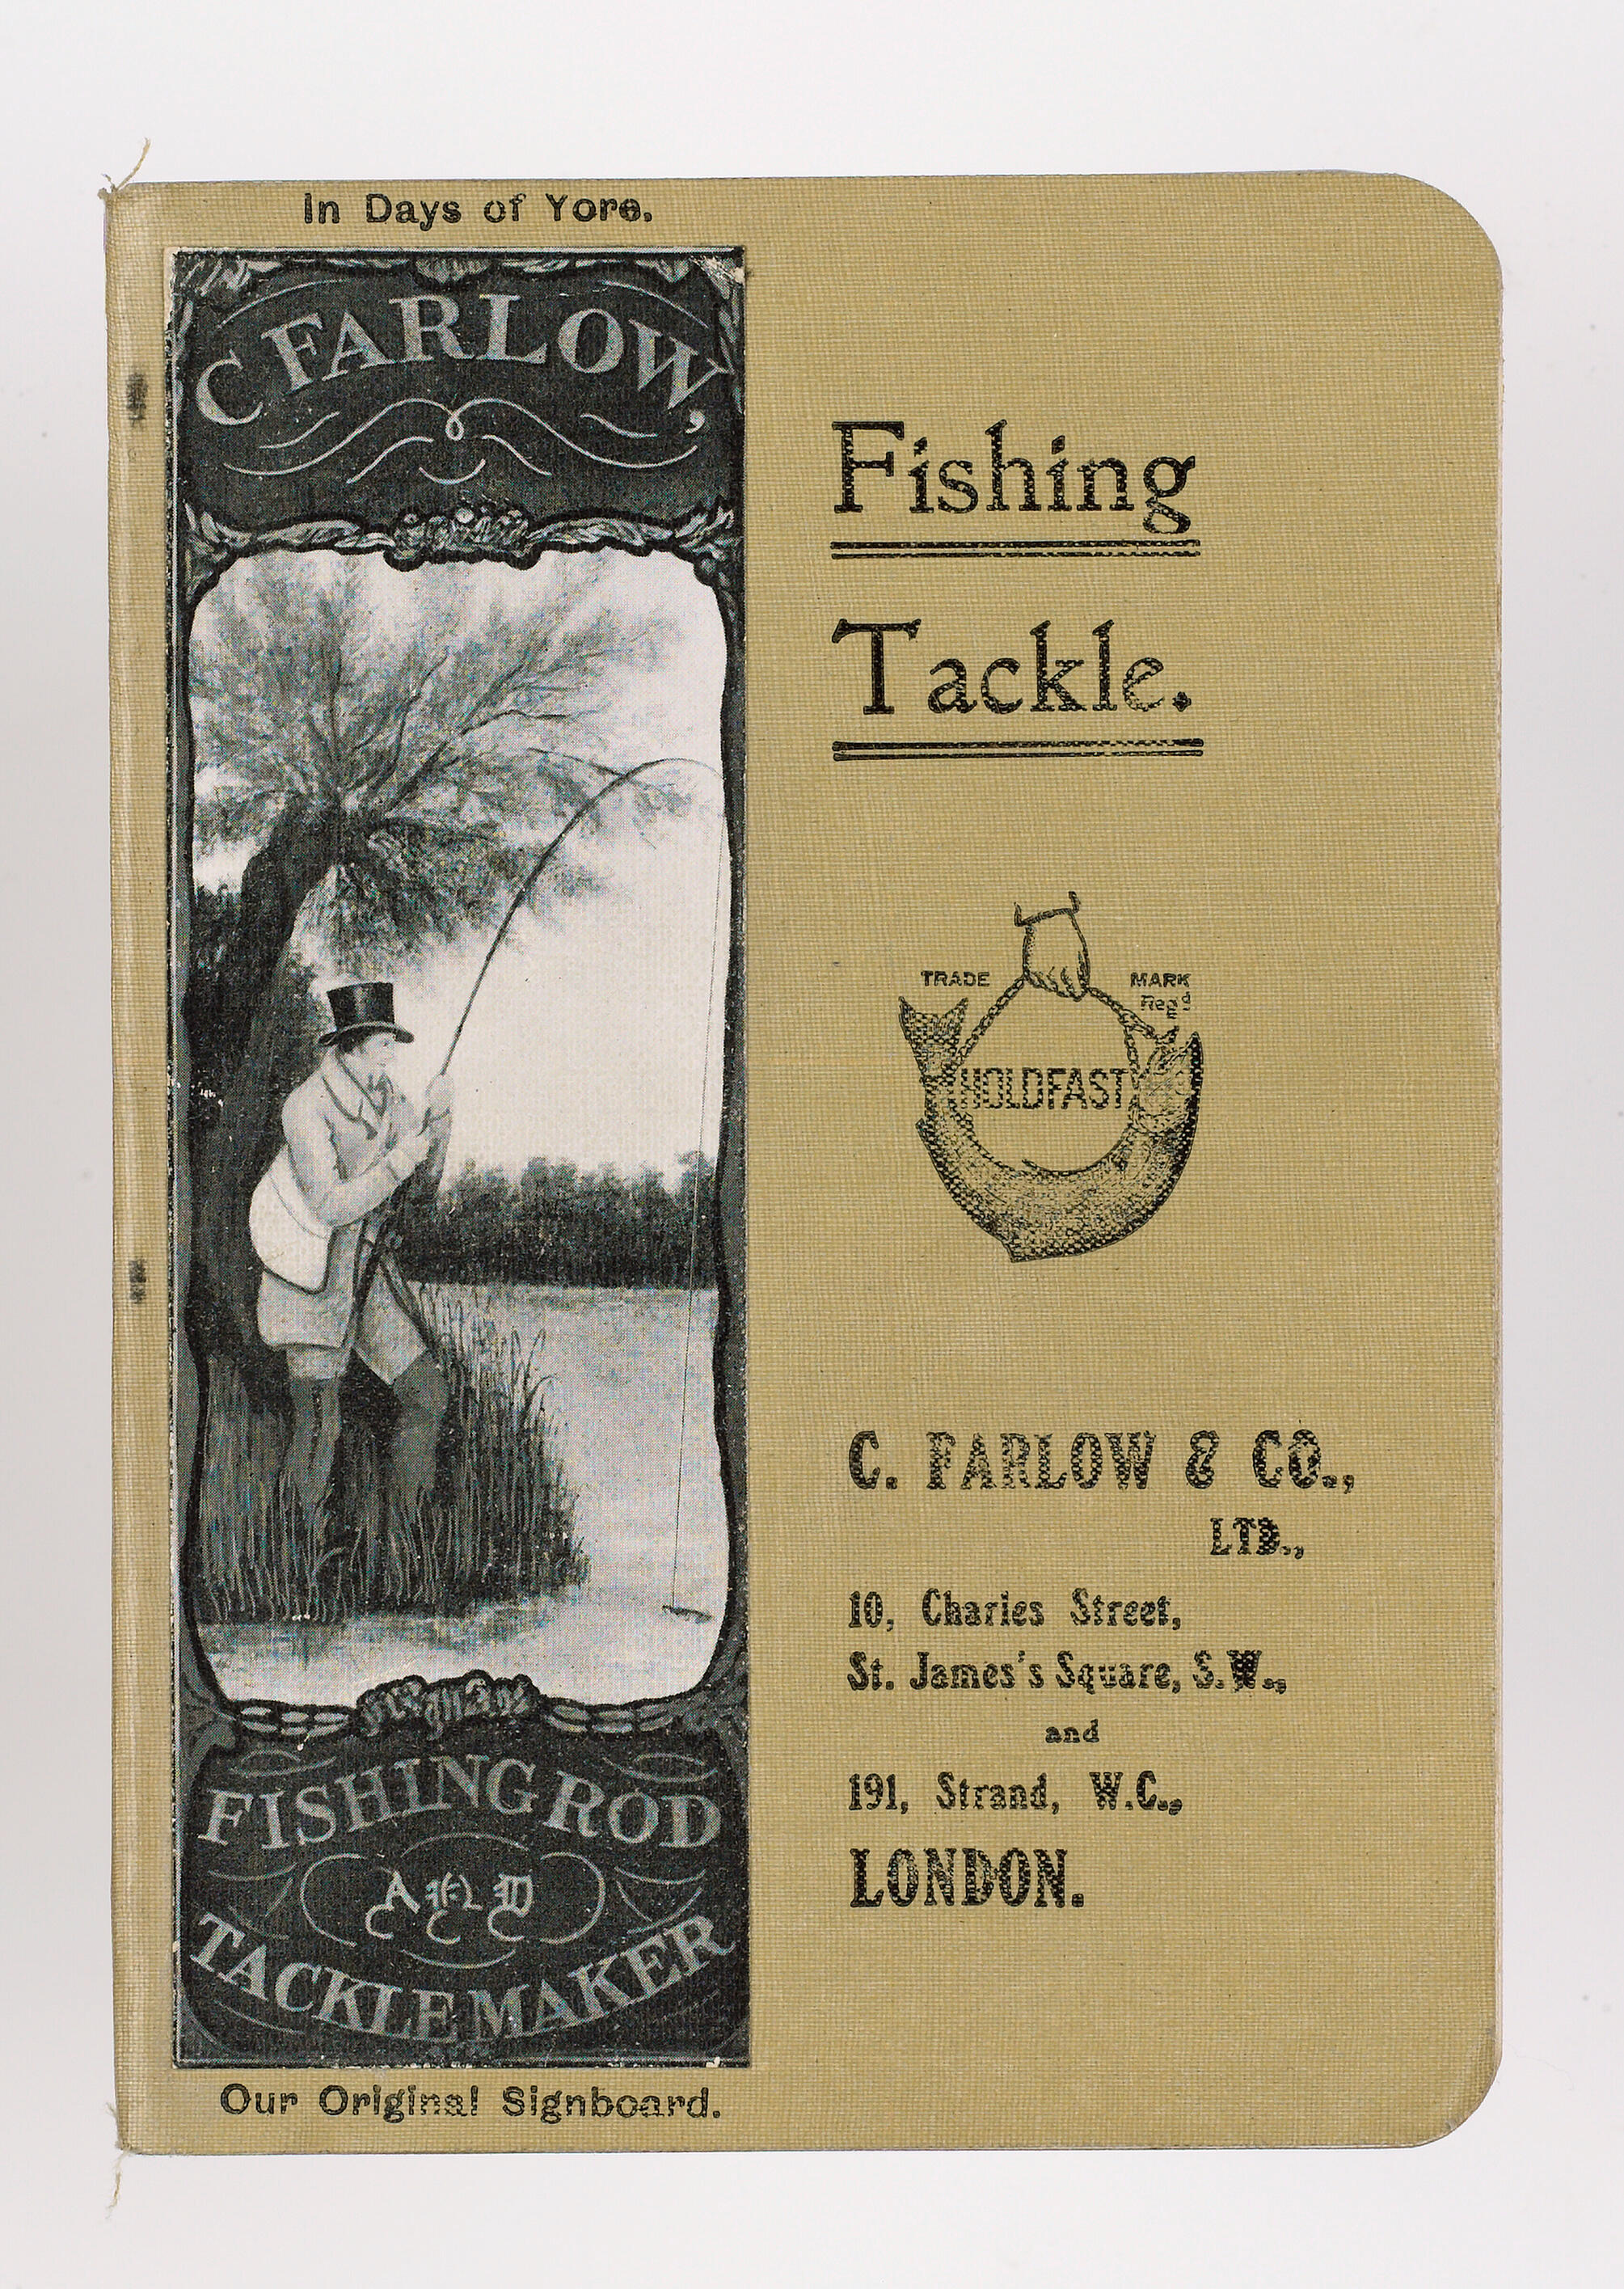 In Days of Yore.
C FARLOW,
FISHING ROD
AND
TACKLE MAKER
Our Original Signboard.
Fishing
Tackle.
TRADE MARK
Regd
HOLDFAST
C. FARLOW & CO.,
LTD.,
10, Charles Street,
St. James's Square, S.W.,
and
191, Strand, W.C.,
LONDON.